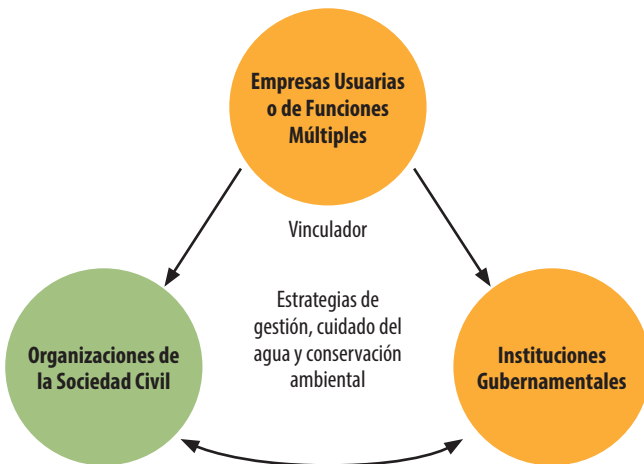 Empresas Usuarias
o de Funciones
Múltiples
Vinculador
Estrategias de
gestión, cuidado del
agua y conservación
ambiental
Organizaciones de
la Sociedad Civil
Instituciones
Gubernamentales